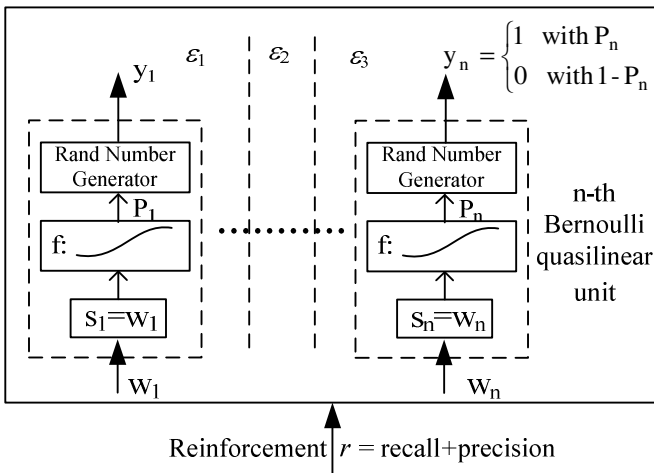 y₁ ε₁ ε₂ ε₃ yₙ = { 1 with Pₙ
0 with 1 - Pₙ
Rand Number
Generator
P₁
f:
s₁=w₁
w₁
Rand Number
Generator
Pₙ
f:
sₙ=wₙ
wₙ
n-th
Bernoulli
quasilinear
unit
Reinforcement r = recall+precision